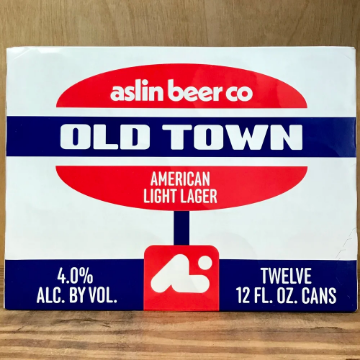 aslin beer co
OLD TOWN
AMERICAN
LIGHT LAGER
4.0%
ALC. BY VOL.
TWELVE
12 FL. OZ. CANS